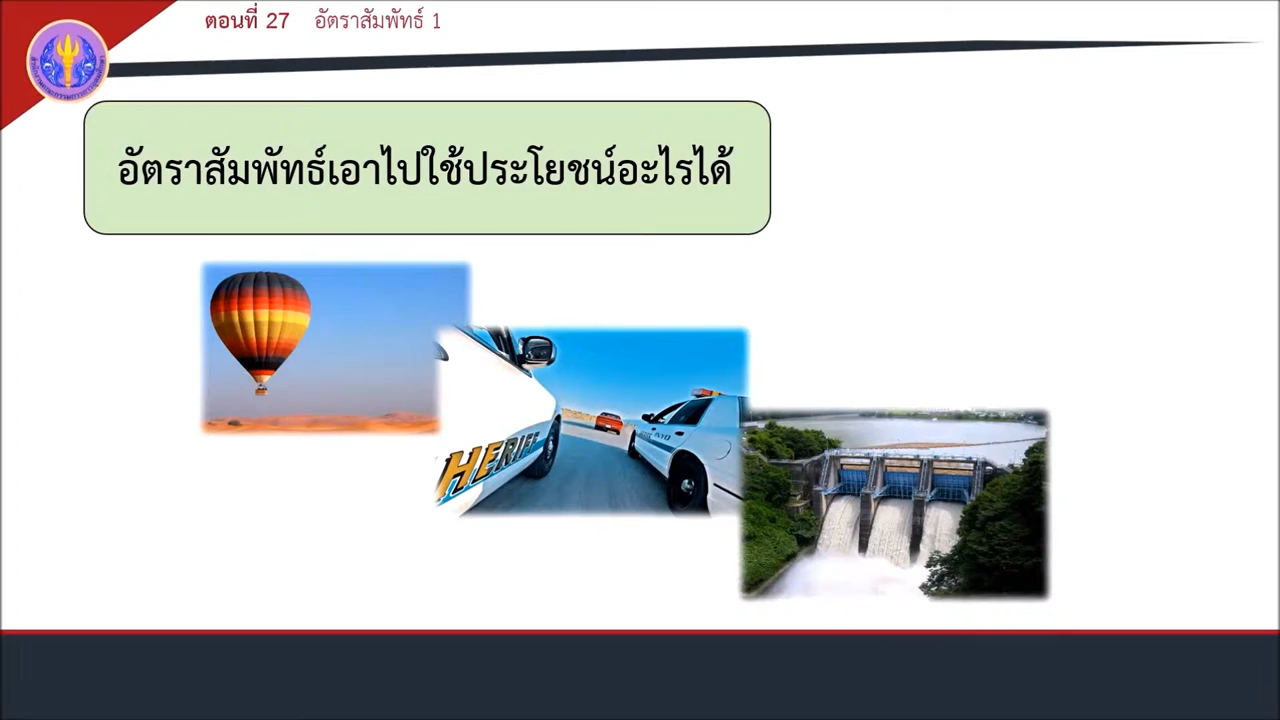 ตอนที่ 27 อัตราสัมพัทธ์ 1
อัตราสัมพัทธ์เอาไปใช้ประโยชน์อะไรได้
HERIFF